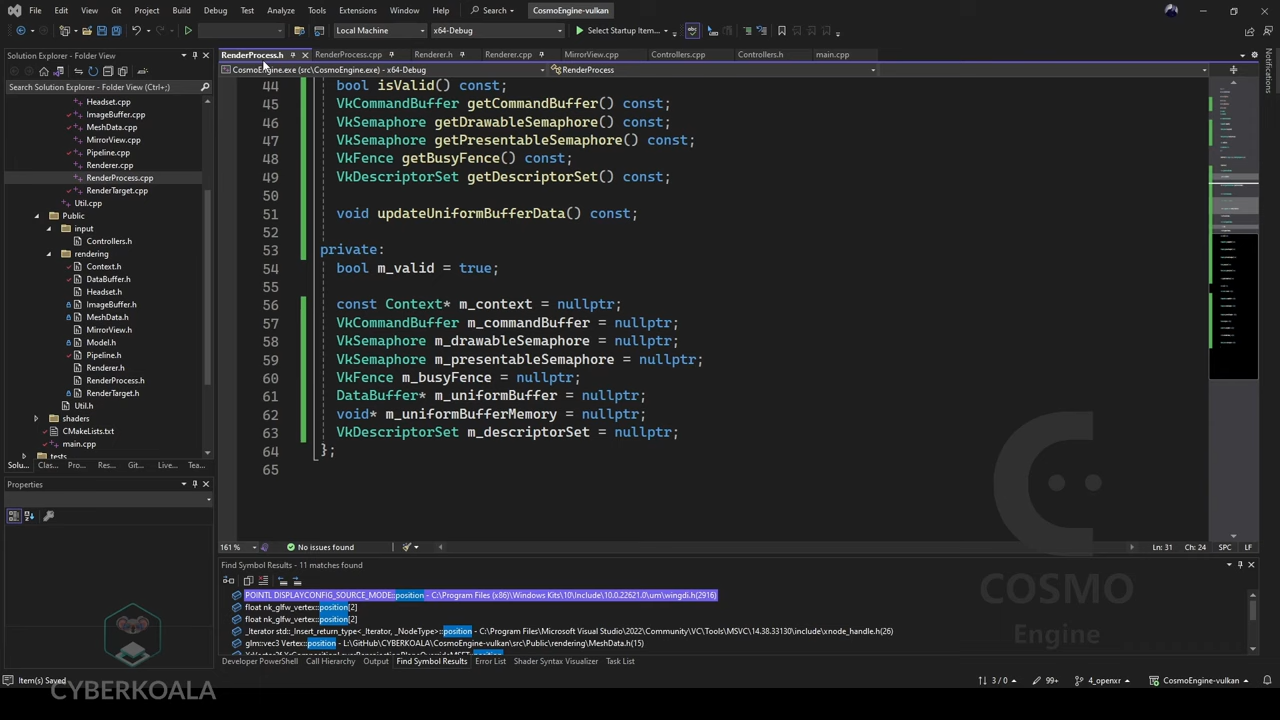 File Edit View Git Project Build Debug Test Analyze Tools Extensions Window Help Search CosmoEngine-vulkan
Local Machine x64-Debug Select Startup Item...
Solution Explorer - Folder View
Search Solution Explorer - Folder View (Ctrl+;)
Headset.cpp
ImageBuffer.cpp
MeshData.cpp
MirrorView.cpp
Pipeline.cpp
Renderer.cpp
RenderProcess.cpp
RenderTarget.cpp
Util.cpp
Public
input
Controllers.h
rendering
Context.h
DataBuffer.h
Headset.h
ImageBuffer.h
MeshData.h
MirrorView.h
Model.h
Pipeline.h
Renderer.h
RenderProcess.h
RenderTarget.h
Util.h
shaders
CMakeLists.txt
main.cpp
tests
Solu... Clas... Pro... Res... Git... Live... Tea...
Properties
RenderProcess.h RenderProcess.cpp Renderer.h Renderer.cpp MirrorView.cpp Controllers.cpp Controllers.h main.cpp
CosmoEngine.exe (src\CosmoEngine.exe) - x64-Debug RenderProcess
44 bool isValid() const;
45 VkCommandBuffer getCommandBuffer() const;
46 VkSemaphore getDrawableSemaphore() const;
47 VkSemaphore getPresentableSemaphore() const;
48 VkFence getBusyFence() const;
49 VkDescriptorSet getDescriptorSet() const;
50
51 void updateUniformBufferData() const;
52
53 private:
54 bool m_valid = true;
55
56 const Context* m_context = nullptr;
57 VkCommandBuffer m_commandBuffer = nullptr;
58 VkSemaphore m_drawableSemaphore = nullptr;
59 VkSemaphore m_presentableSemaphore = nullptr;
60 VkFence m_busyFence = nullptr;
61 DataBuffer* m_uniformBuffer = nullptr;
62 void* m_uniformBufferMemory = nullptr;
63 VkDescriptorSet m_descriptorSet = nullptr;
64 };
65
COSMO
Engine
161 % No issues found Ln: 31 Ch: 24 SPC LF
Find Symbol Results - 11 matches found
POINTL DISPLAYCONFIG_SOURCE_MODE::position - C:\Program Files (x86)\Windows Kits\10\Include\10.0.22621.0\um\wingdi.h(2916)
float nk_glfw_vertex::position[2]
float nk_glfw_vertex::position[2]
_Iterator std::_Insert_return_type<_Iterator, _NodeType>::position - C:\Program Files\Microsoft Visual Studio\2022\Community\VC\Tools\MSVC\14.38.33130\include\xnode_handle.h(26)
glm::vec3 Vertex::position - L:\GitHub\CYBERKOALA\CosmoEngine-vulkan\src\Public\rendering\MeshData.h(15)
Developer PowerShell Call Hierarchy Output Find Symbol Results Error List Shader Syntax Visualizer Task List
Item(s) Saved 3 / 0 99+ 4_openxr CosmoEngine-vulkan
CYBERKOALA
Notifications